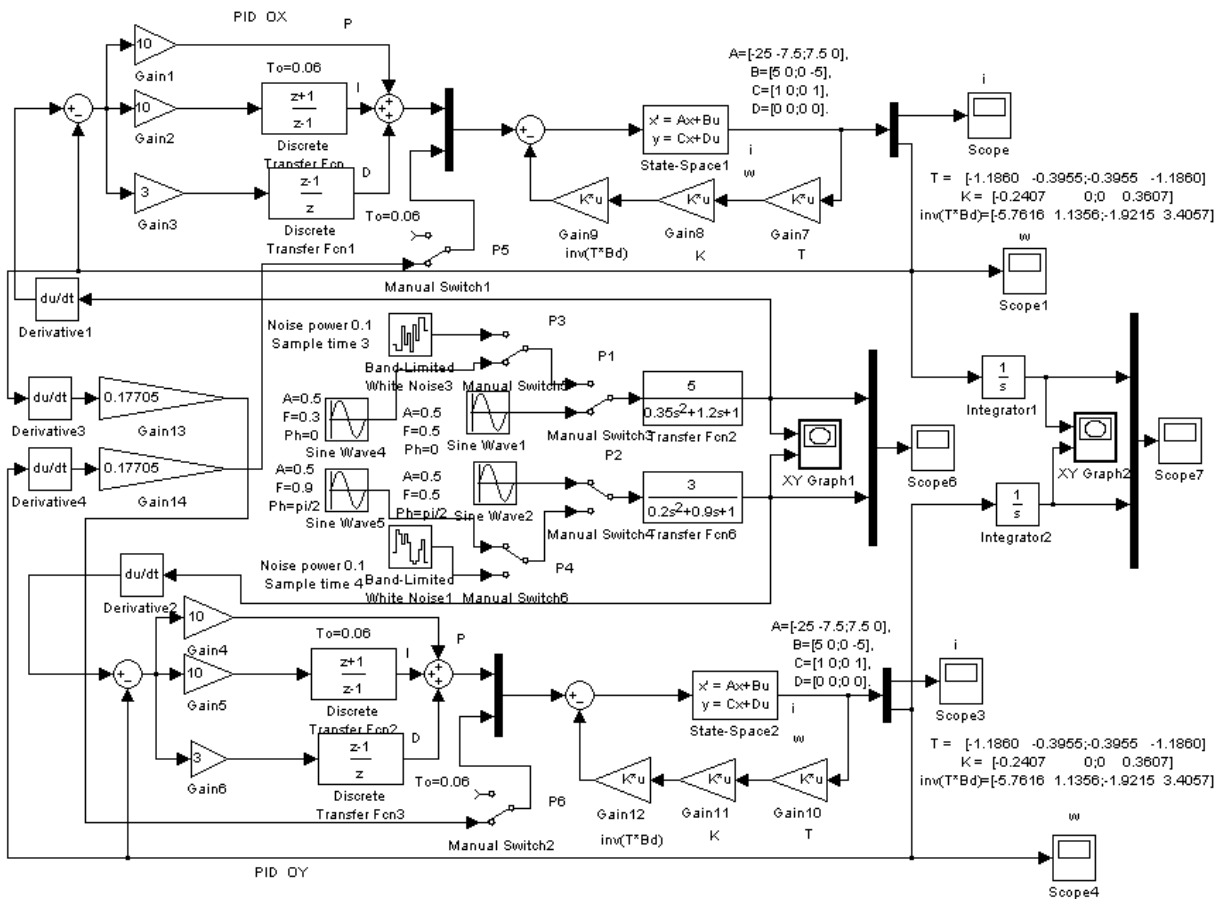 PID OX
P
10
Gain1
To=0.06
10
Gain2
z+1
z-1
I
Discrete
Transfer Fcn
3
Gain3
z-1
z
D
Discrete
Transfer Fcn1
To=0.06
P5
Manual Switch1
A=[-25 -7.5;7.5 0],
B=[5 0;0 -5],
C=[1 0;0 1],
D=[0 0;0 0].
x' = Ax+Bu
y = Cx+Du
State-Space1
i
w
K*u
Gain9
inv(T*Bd)
K*u
Gain8
K
K*u
Gain7
T
i
Scope
T = [-1.1860 -0.3955;-0.3955 -1.1860]
K = [-0.2407 0;0 0.3607]
inv(T*Bd)=[-5.7616 1.1356;-1.9215 3.4057]
w
Scope1
du/dt
Derivative1
Noise power 0.1
Sample time 3
Band-Limited
White Noise3
P3
Manual Switch5
P1
du/dt
Derivative3
0.17705
Gain13
A=0.5
F=0.3
Ph=0
Sine Wave4
A=0.5
F=0.5
Ph=0
Sine Wave1
Manual Switch3
5
0.35s²+1.2s+1
Transfer Fcn2
1
s
Integrator1
du/dt
Derivative4
0.17705
Gain14
A=0.5
F=0.9
Ph=pi/2
Sine Wave5
A=0.5
F=0.5
Ph=pi/2
Sine Wave2
P2
Manual Switch4
3
0.2s²+0.9s+1
Transfer Fcn6
XY Graph1
Scope6
XY Graph2
Scope7
1
s
Integrator2
Noise power 0.1
Sample time 4
Band-Limited
White Noise1
P4
Manual Switch6
du/dt
Derivative2
10
Gain4
P
To=0.06
10
Gain5
z+1
z-1
I
Discrete
Transfer Fcn2
3
Gain6
z-1
z
D
Discrete
Transfer Fcn3
To=0.06
P6
Manual Switch2
A=[-25 -7.5;7.5 0],
B=[5 0;0 -5],
C=[1 0;0 1],
D=[0 0;0 0].
x' = Ax+Bu
y = Cx+Du
State-Space2
i
w
K*u
Gain12
inv(T*Bd)
K*u
Gain11
K
K*u
Gain10
T
i
Scope3
T = [-1.1860 -0.3955;-0.3955 -1.1860]
K = [-0.2407 0;0 0.3607]
inv(T*Bd)=[-5.7616 1.1356;-1.9215 3.4057]
w
Scope4
PID OY